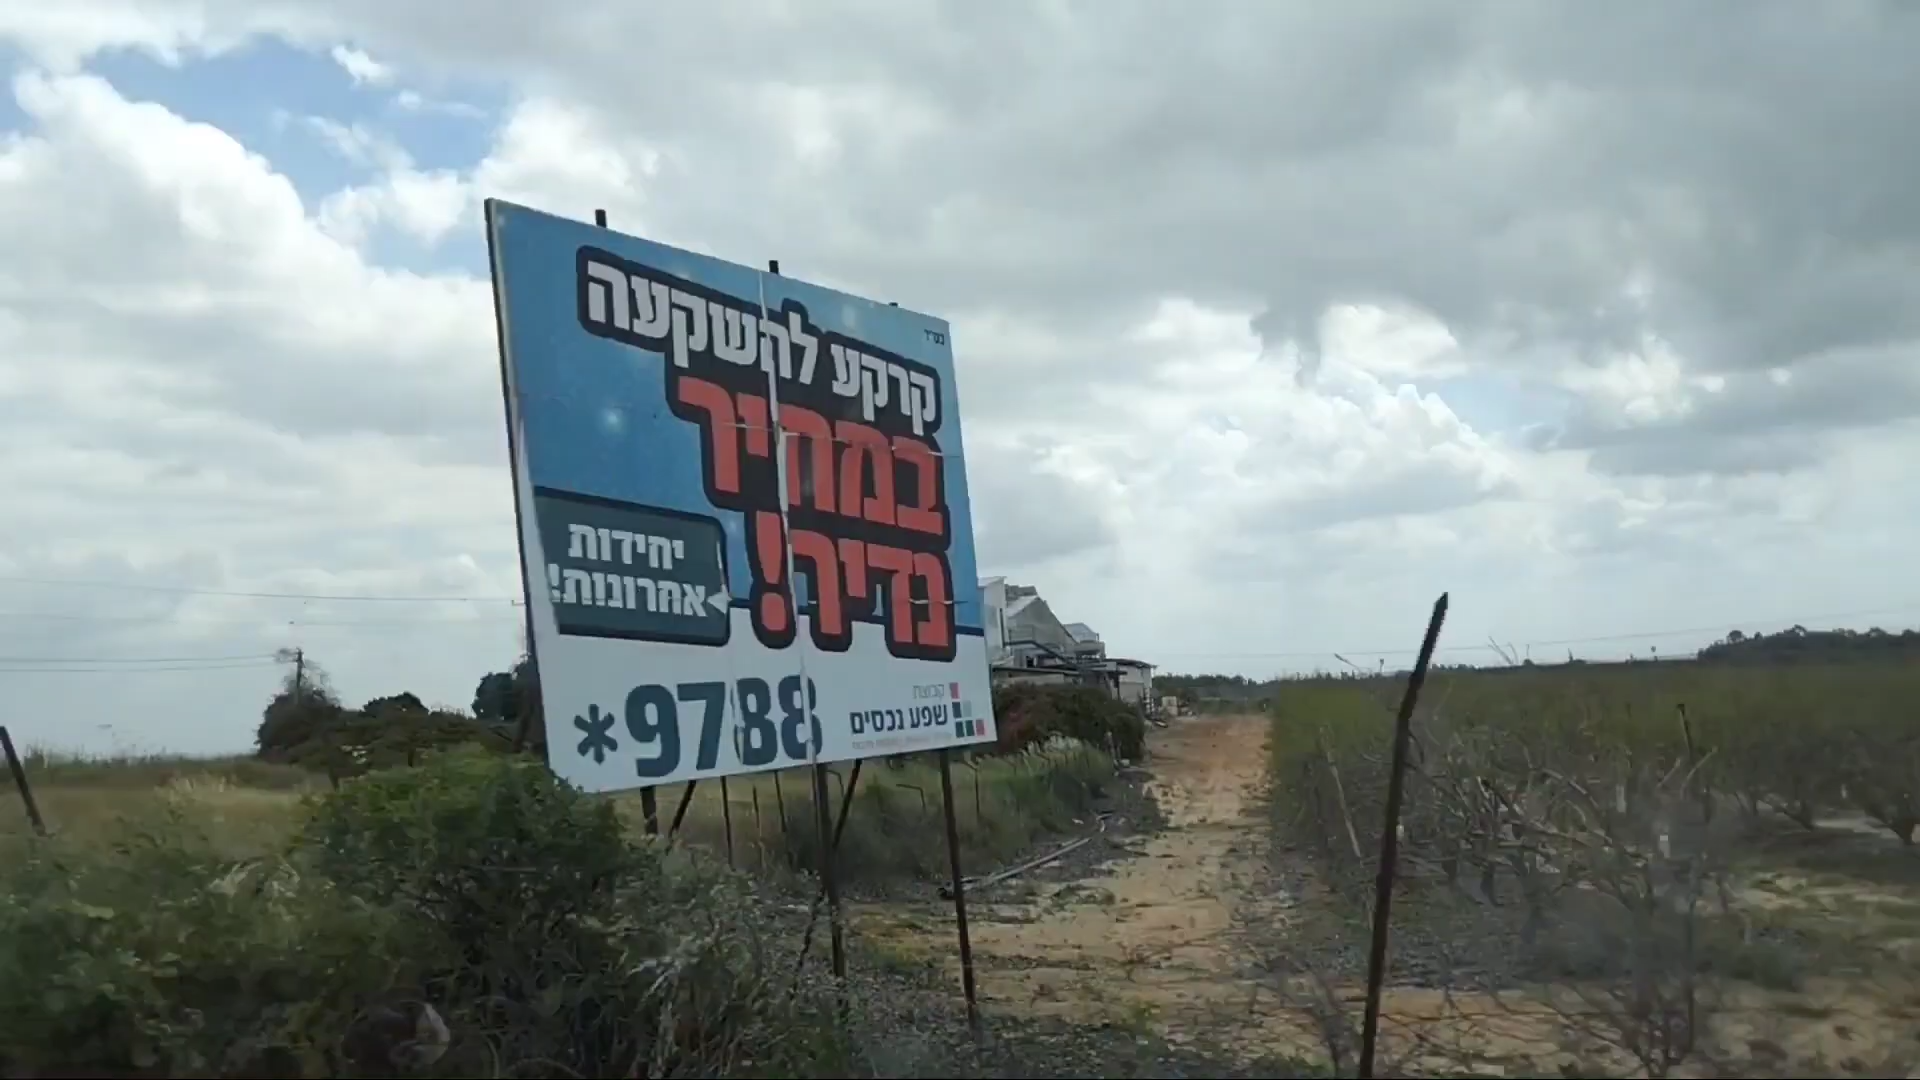 בס״ד
קרקע להשקעה
במחיר
נדיר!
יחידות
אחרונות!
*9788
קבוצת
שפע נכסים